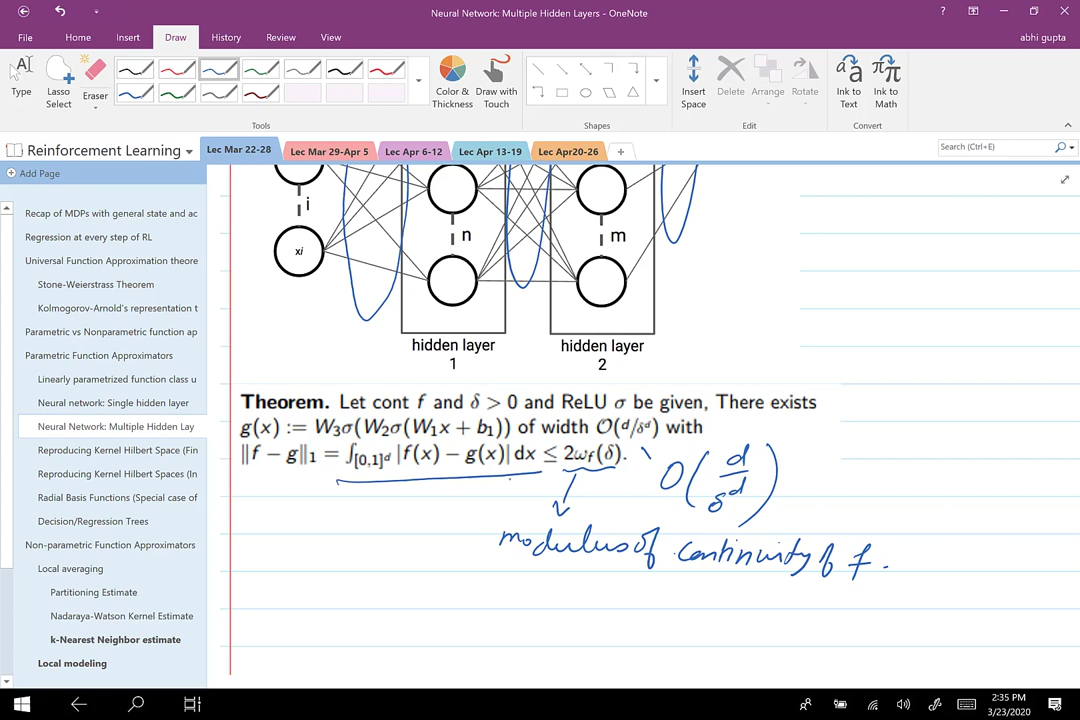 Neural Network: Multiple Hidden Layers - OneNote
?
File Home Insert Draw History Review View abhi gupta
Type
Lasso Select
Eraser
Color & Thickness
Draw with Touch
Insert Space
Delete
Arrange
Rotate
Ink to Text
Ink to Math
Tools Shapes Edit Convert
Reinforcement Learning
Lec Mar 22-28 Lec Mar 29-Apr 5 Lec Apr 6-12 Lec Apr 13-19 Lec Apr20-26 +
Search (Ctrl+E)
Add Page
Recap of MDPs with general state and ac
Regression at every step of RL
Universal Function Approximation theore
Stone-Weierstrass Theorem
Kolmogorov-Arnold's representation t
Parametric vs Nonparametric function ap
Parametric Function Approximators
Linearly parametrized function class u
Neural network: Single hidden layer
Neural Network: Multiple Hidden Lay
Reproducing Kernel Hilbert Space (Fin
Reproducing Kernel Hilbert Spaces (In
Radial Basis Functions (Special case of
Decision/Regression Trees
Non-parametric Function Approximators
Local averaging
Partitioning Estimate
Nadaraya-Watson Kernel Estimate
k-Nearest Neighbor estimate
Local modeling
i
n
m
xi
hidden layer
1
hidden layer
2
Theorem. Let cont f and δ > 0 and ReLU σ be given, There exists
g(x) := W₃σ(W₂σ(W₁x + b₁)) of width O(d/δᵈ) with
‖f − g‖₁ = ∫[0,1]ᵈ |f(x) − g(x)| dx ≤ 2ωf(δ).
O(d/δᵈ)
modulus of continuity of f.
2:35 PM
3/23/2020